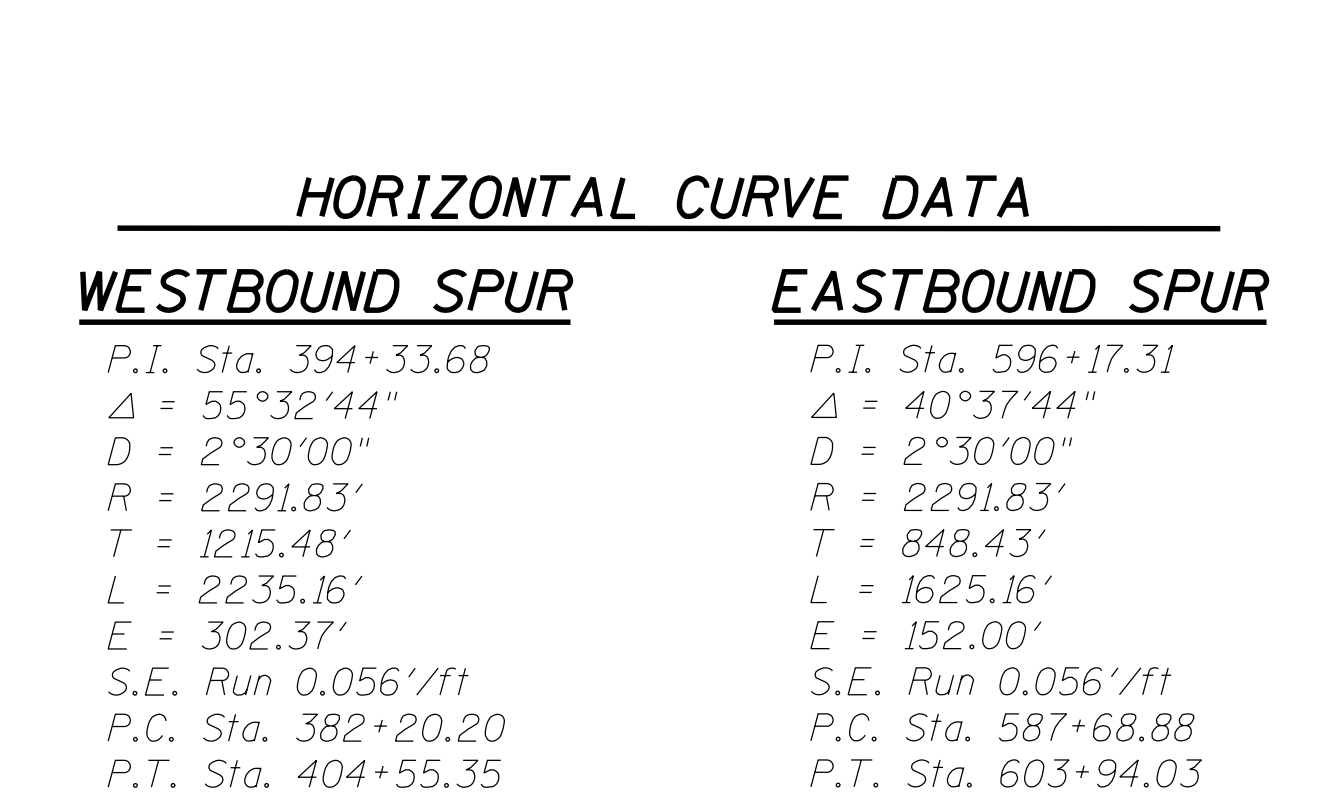 HORIZONTAL CURVE DATA
WESTBOUND SPUR
P.I. Sta. 394+33.68
Δ = 55°32'44"
D = 2°30'00"
R = 2291.83'
T = 1215.48'
L = 2235.16'
E = 302.37'
S.E. Run 0.056'/ft
P.C. Sta. 382+20.20
P.T. Sta. 404+55.35
EASTBOUND SPUR
P.I. Sta. 596+17.31
Δ = 40°37'44"
D = 2°30'00"
R = 2291.83'
T = 848.43'
L = 1625.16'
E = 152.00'
S.E. Run 0.056'/ft
P.C. Sta. 587+68.88
P.T. Sta. 603+94.03